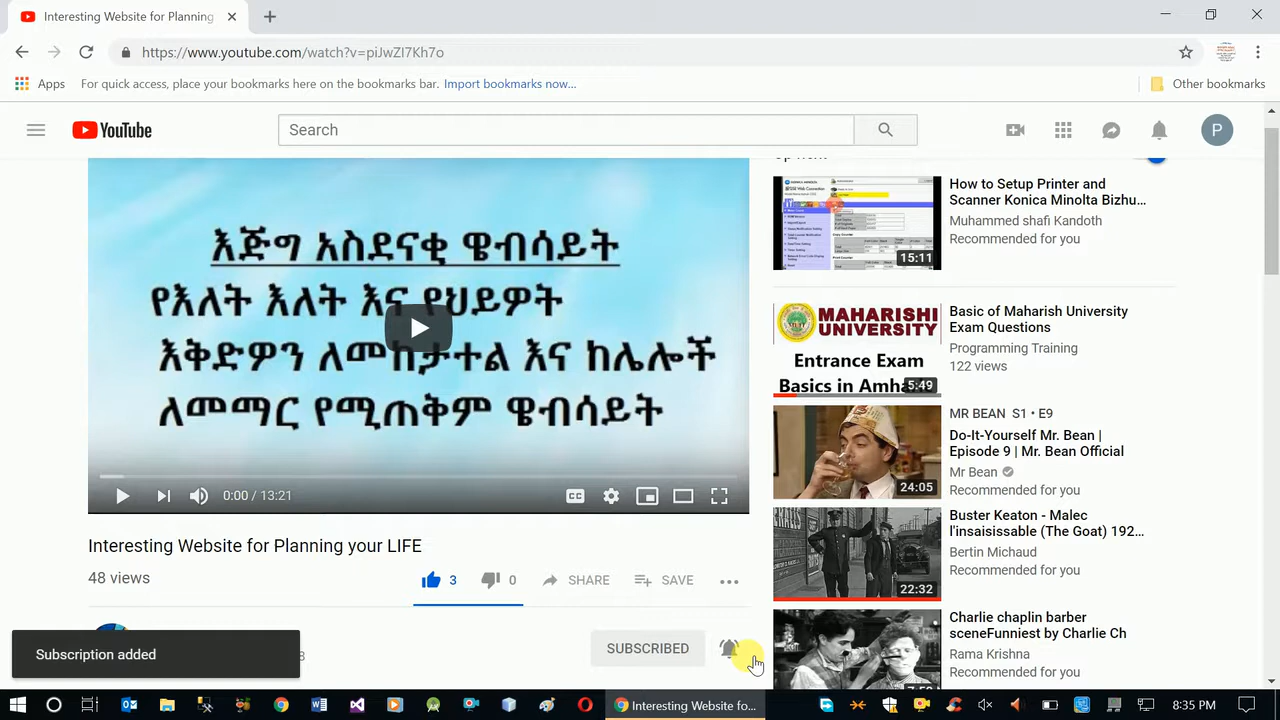 Interesting Website for Planning
https://www.youtube.com/watch?v=piJwZI7Kh7o
Apps
For quick access, place your bookmarks here on the bookmarks bar. Import bookmarks now...
Other bookmarks
YouTube
Search
P
እጅግ አስደናቂ ዌብሳይት
የእለት እለት እና የህይዎት
እቅድዎን ለመከታተል እና ከሌሎች
ለመማር የሚጠቅም ዌብሳይት
0:00 / 13:21
Interesting Website for Planning your LIFE
48 views
3
0
SHARE
SAVE
Subscription added
8
SUBSCRIBED
Up next
15:11
How to Setup Printer and
Scanner Konica Minolta Bizhu...
Muhammed shafi Kandoth
Recommended for you
MAHARISHI
UNIVERSITY
Entrance Exam
Basics in Amha
5:49
Basic of Maharish University
Exam Questions
Programming Training
122 views
24:05
MR BEAN S1 • E9
Do-It-Yourself Mr. Bean |
Episode 9 | Mr. Bean Official
Mr Bean
Recommended for you
22:32
Buster Keaton - Malec
l'insaisissable (The Goat) 192...
Bertin Michaud
Recommended for you
Charlie chaplin barber
sceneFunniest by Charlie Ch
Rama Krishna
Recommended for you
Interesting Website fo...
8:35 PM